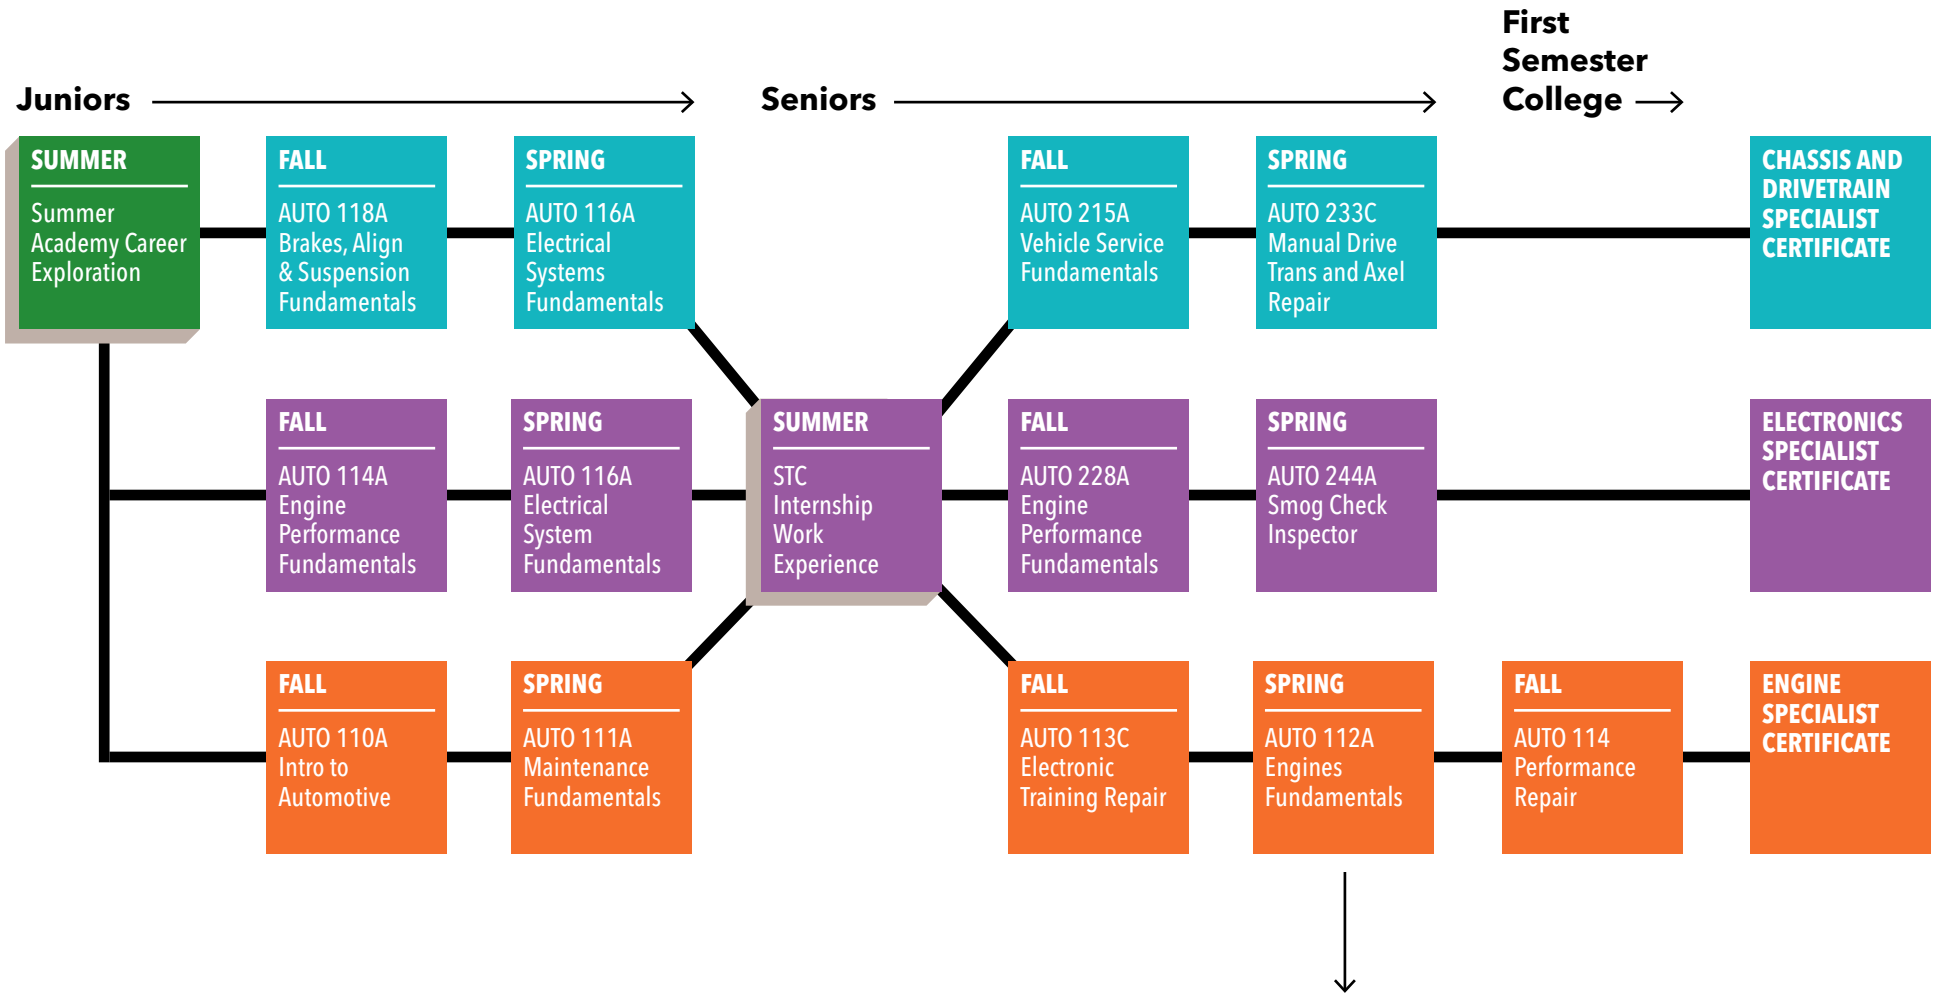 Juniors
Seniors
First
Semester
College
SUMMER
Summer
Academy Career
Exploration
FALL
AUTO 118A
Brakes, Align
& Suspension
Fundamentals
SPRING
AUTO 116A
Electrical
Systems
Fundamentals
FALL
AUTO 215A
Vehicle Service
Fundamentals
SPRING
AUTO 233C
Manual Drive
Trans and Axel
Repair
CHASSIS AND
DRIVETRAIN
SPECIALIST
CERTIFICATE
FALL
AUTO 114A
Engine
Performance
Fundamentals
SPRING
AUTO 116A
Electrical
System
Fundamentals
SUMMER
STC
Internship
Work
Experience
FALL
AUTO 228A
Engine
Performance
Fundamentals
SPRING
AUTO 244A
Smog Check
Inspector
ELECTRONICS
SPECIALIST
CERTIFICATE
FALL
AUTO 110A
Intro to
Automotive
SPRING
AUTO 111A
Maintenance
Fundamentals
FALL
AUTO 113C
Electronic
Training Repair
SPRING
AUTO 112A
Engines
Fundamentals
FALL
AUTO 114
Performance
Repair
ENGINE
SPECIALIST
CERTIFICATE